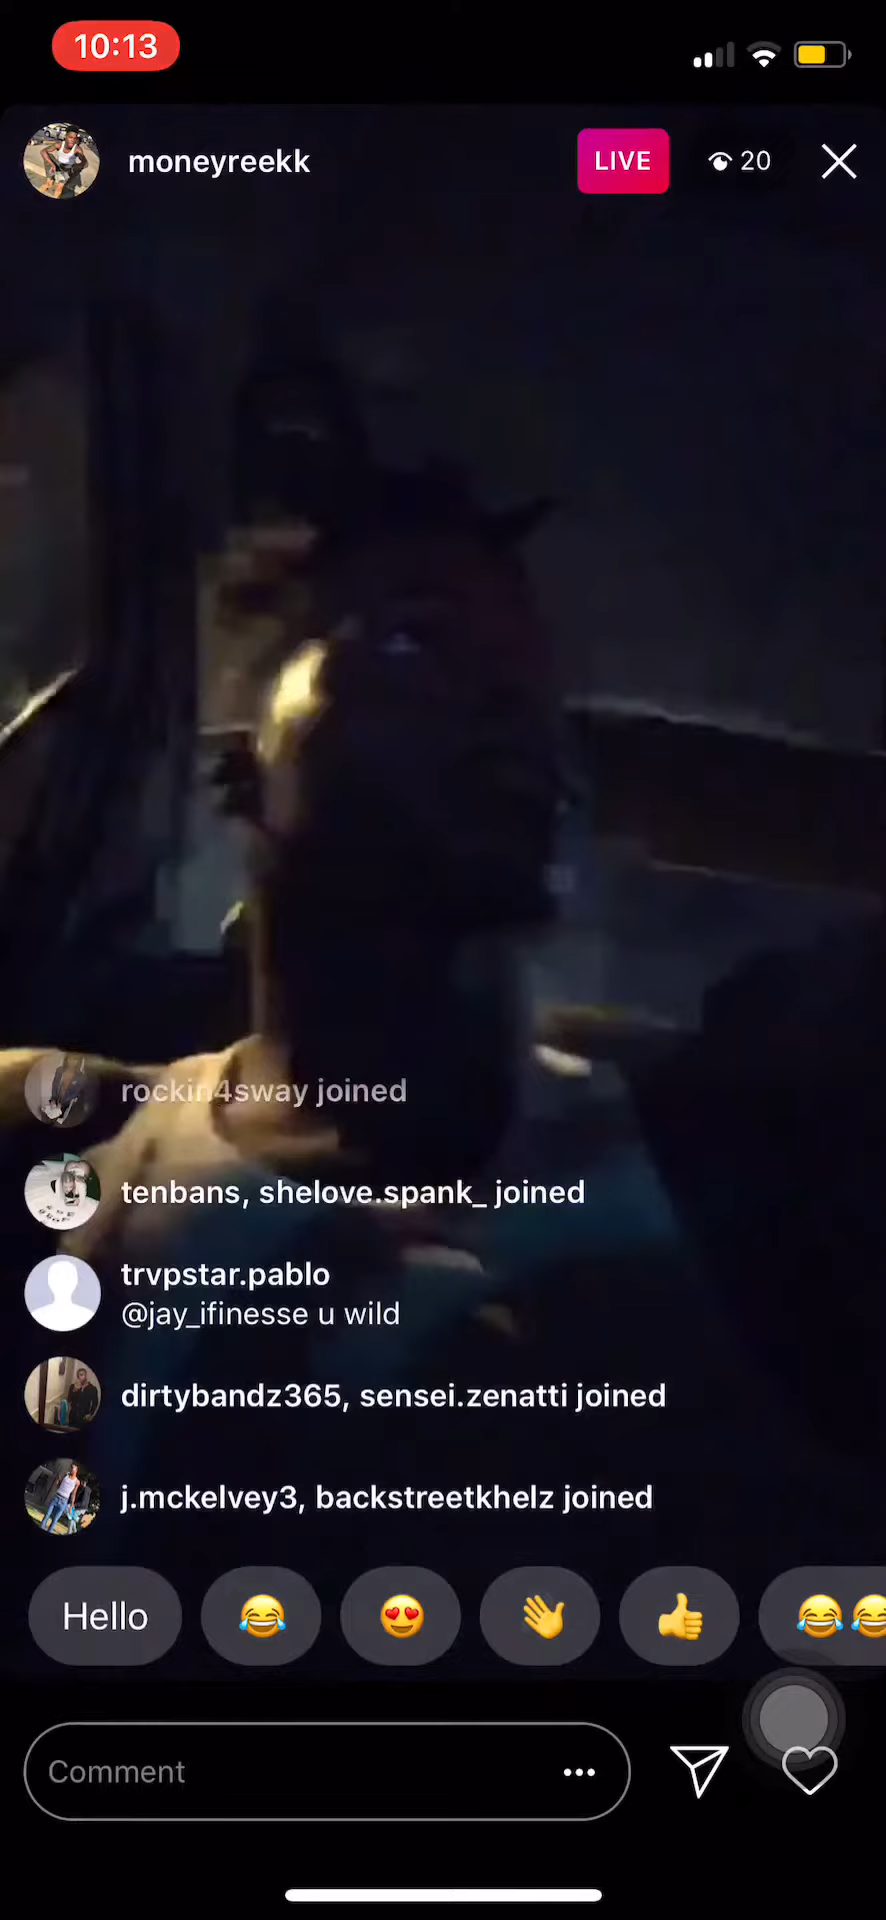 10:13
moneyreekk
LIVE
20
rockin4sway joined
tenbans, shelove.spank_ joined
trvpstar.pablo
@jay_ifinesse u wild
dirtybandz365, sensei.zenatti joined
j.mckelvey3, backstreetkhelz joined
Hello
Comment